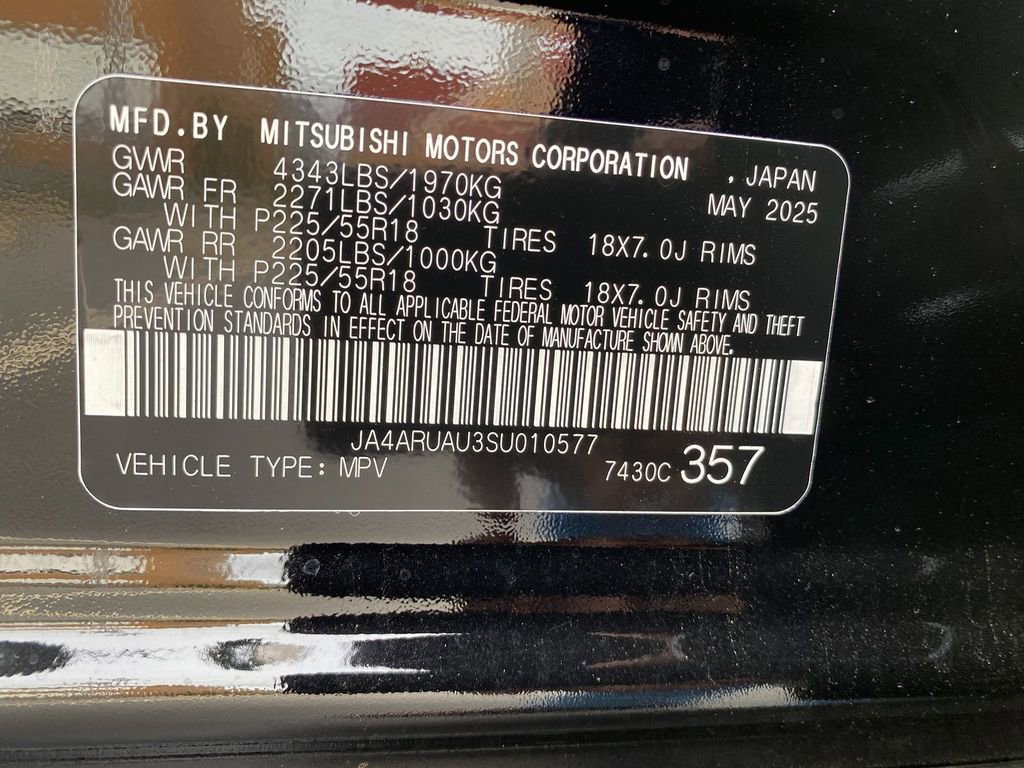 MFD.BY MITSUBISHI MOTORS CORPORATION , JAPAN
GVWR 4343LBS/1970KG MAY 2025
GAWR FR 2271LBS/1030KG
WITH P225/55R18 TIRES 18X7.0J RIMS
GAWR RR 2205LBS/1000KG
WITH P225/55R18 TIRES 18X7.0J RIMS
THIS VEHICLE CONFORMS TO ALL APPLICABLE FEDERAL MOTOR VEHICLE SAFETY AND THEFT
PREVENTION STANDARDS IN EFFECT ON THE DATE OF MANUFACTURE SHOWN ABOVE.
JA4ARUAU3SU010577
VEHICLE TYPE: MPV 7430C 357